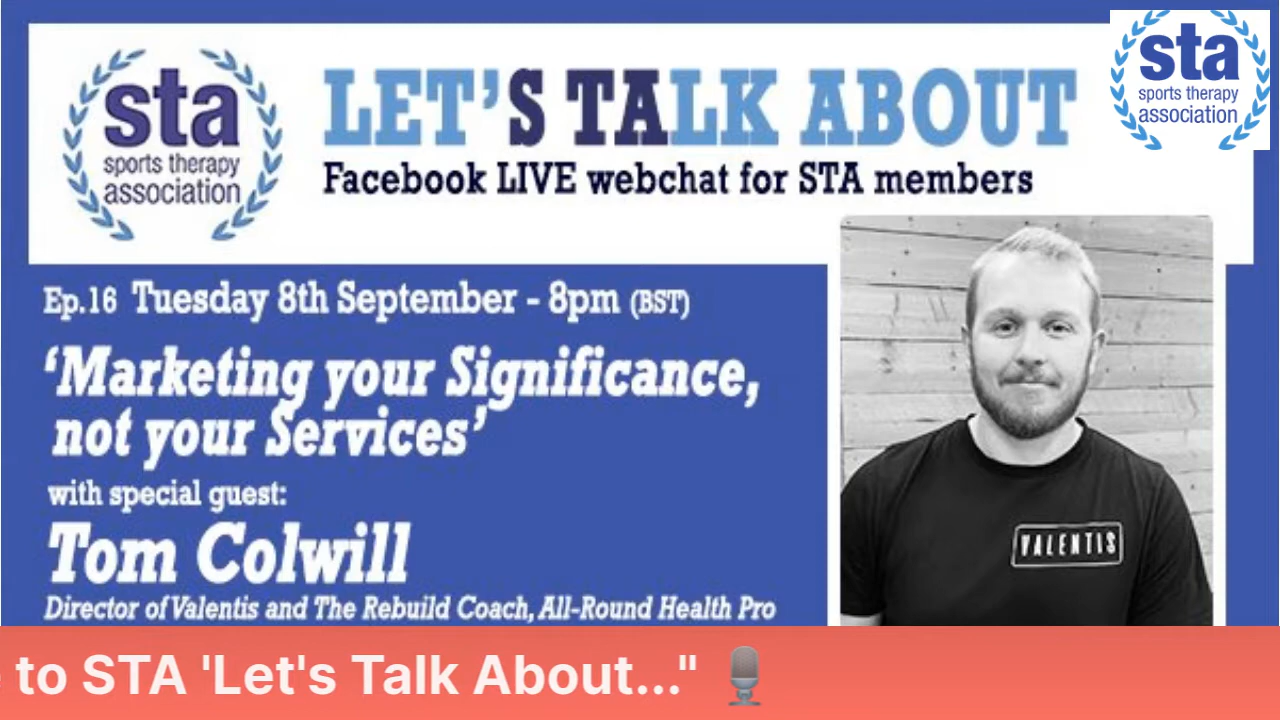 sta
sports therapy
association
LET'S TALK ABOUT
Facebook LIVE webchat for STA members
sta
sports therapy
association
Ep.16 Tuesday 8th September - 8pm (BST)
'Marketing your Significance,
not your Services'
with special guest:
Tom Colwill
Director of Valentis and The Rebuild Coach, All-Round Health Pro
VALENTIS
to STA 'Let's Talk About..."